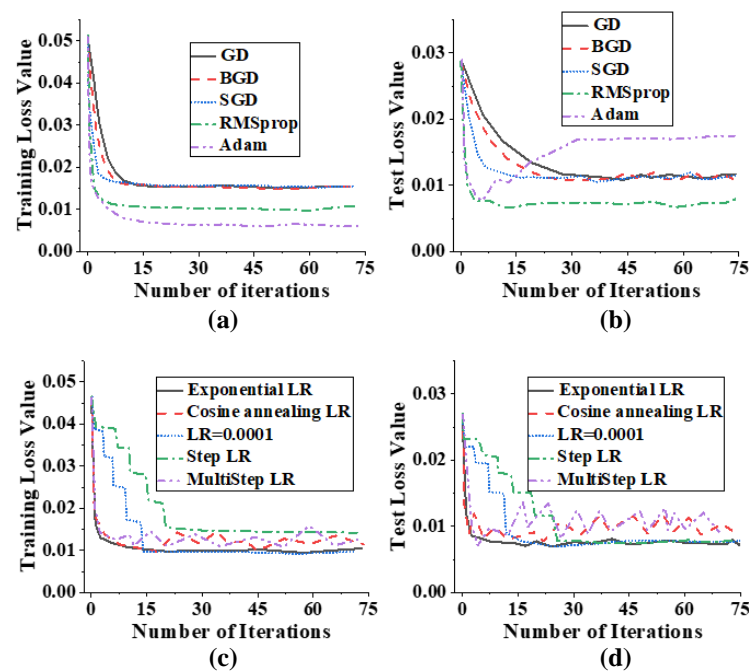 0.05
0.04
0.03
0.02
0.01
0.00
Training Loss Value
GD
BGD
SGD
RMSprop
Adam
0 15 30 45 60 75
Number of iterations
(a)
0.03
0.02
0.01
0.00
Test Loss Value
GD
BGD
SGD
RMSprop
Adam
0 15 30 45 60 75
Number of Iterations
(b)
0.05
0.04
0.03
0.02
0.01
0.00
Training Loss Value
Exponential LR
Cosine annealing LR
LR=0.0001
Step LR
MultiStep LR
0 15 30 45 60 75
Number of Iterations
(c)
0.03
0.02
0.01
0.00
Test Loss Value
Exponential LR
Cosine annealing LR
LR=0.0001
Step LR
MultiStep LR
0 15 30 45 60 75
Number of Iterations
(d)